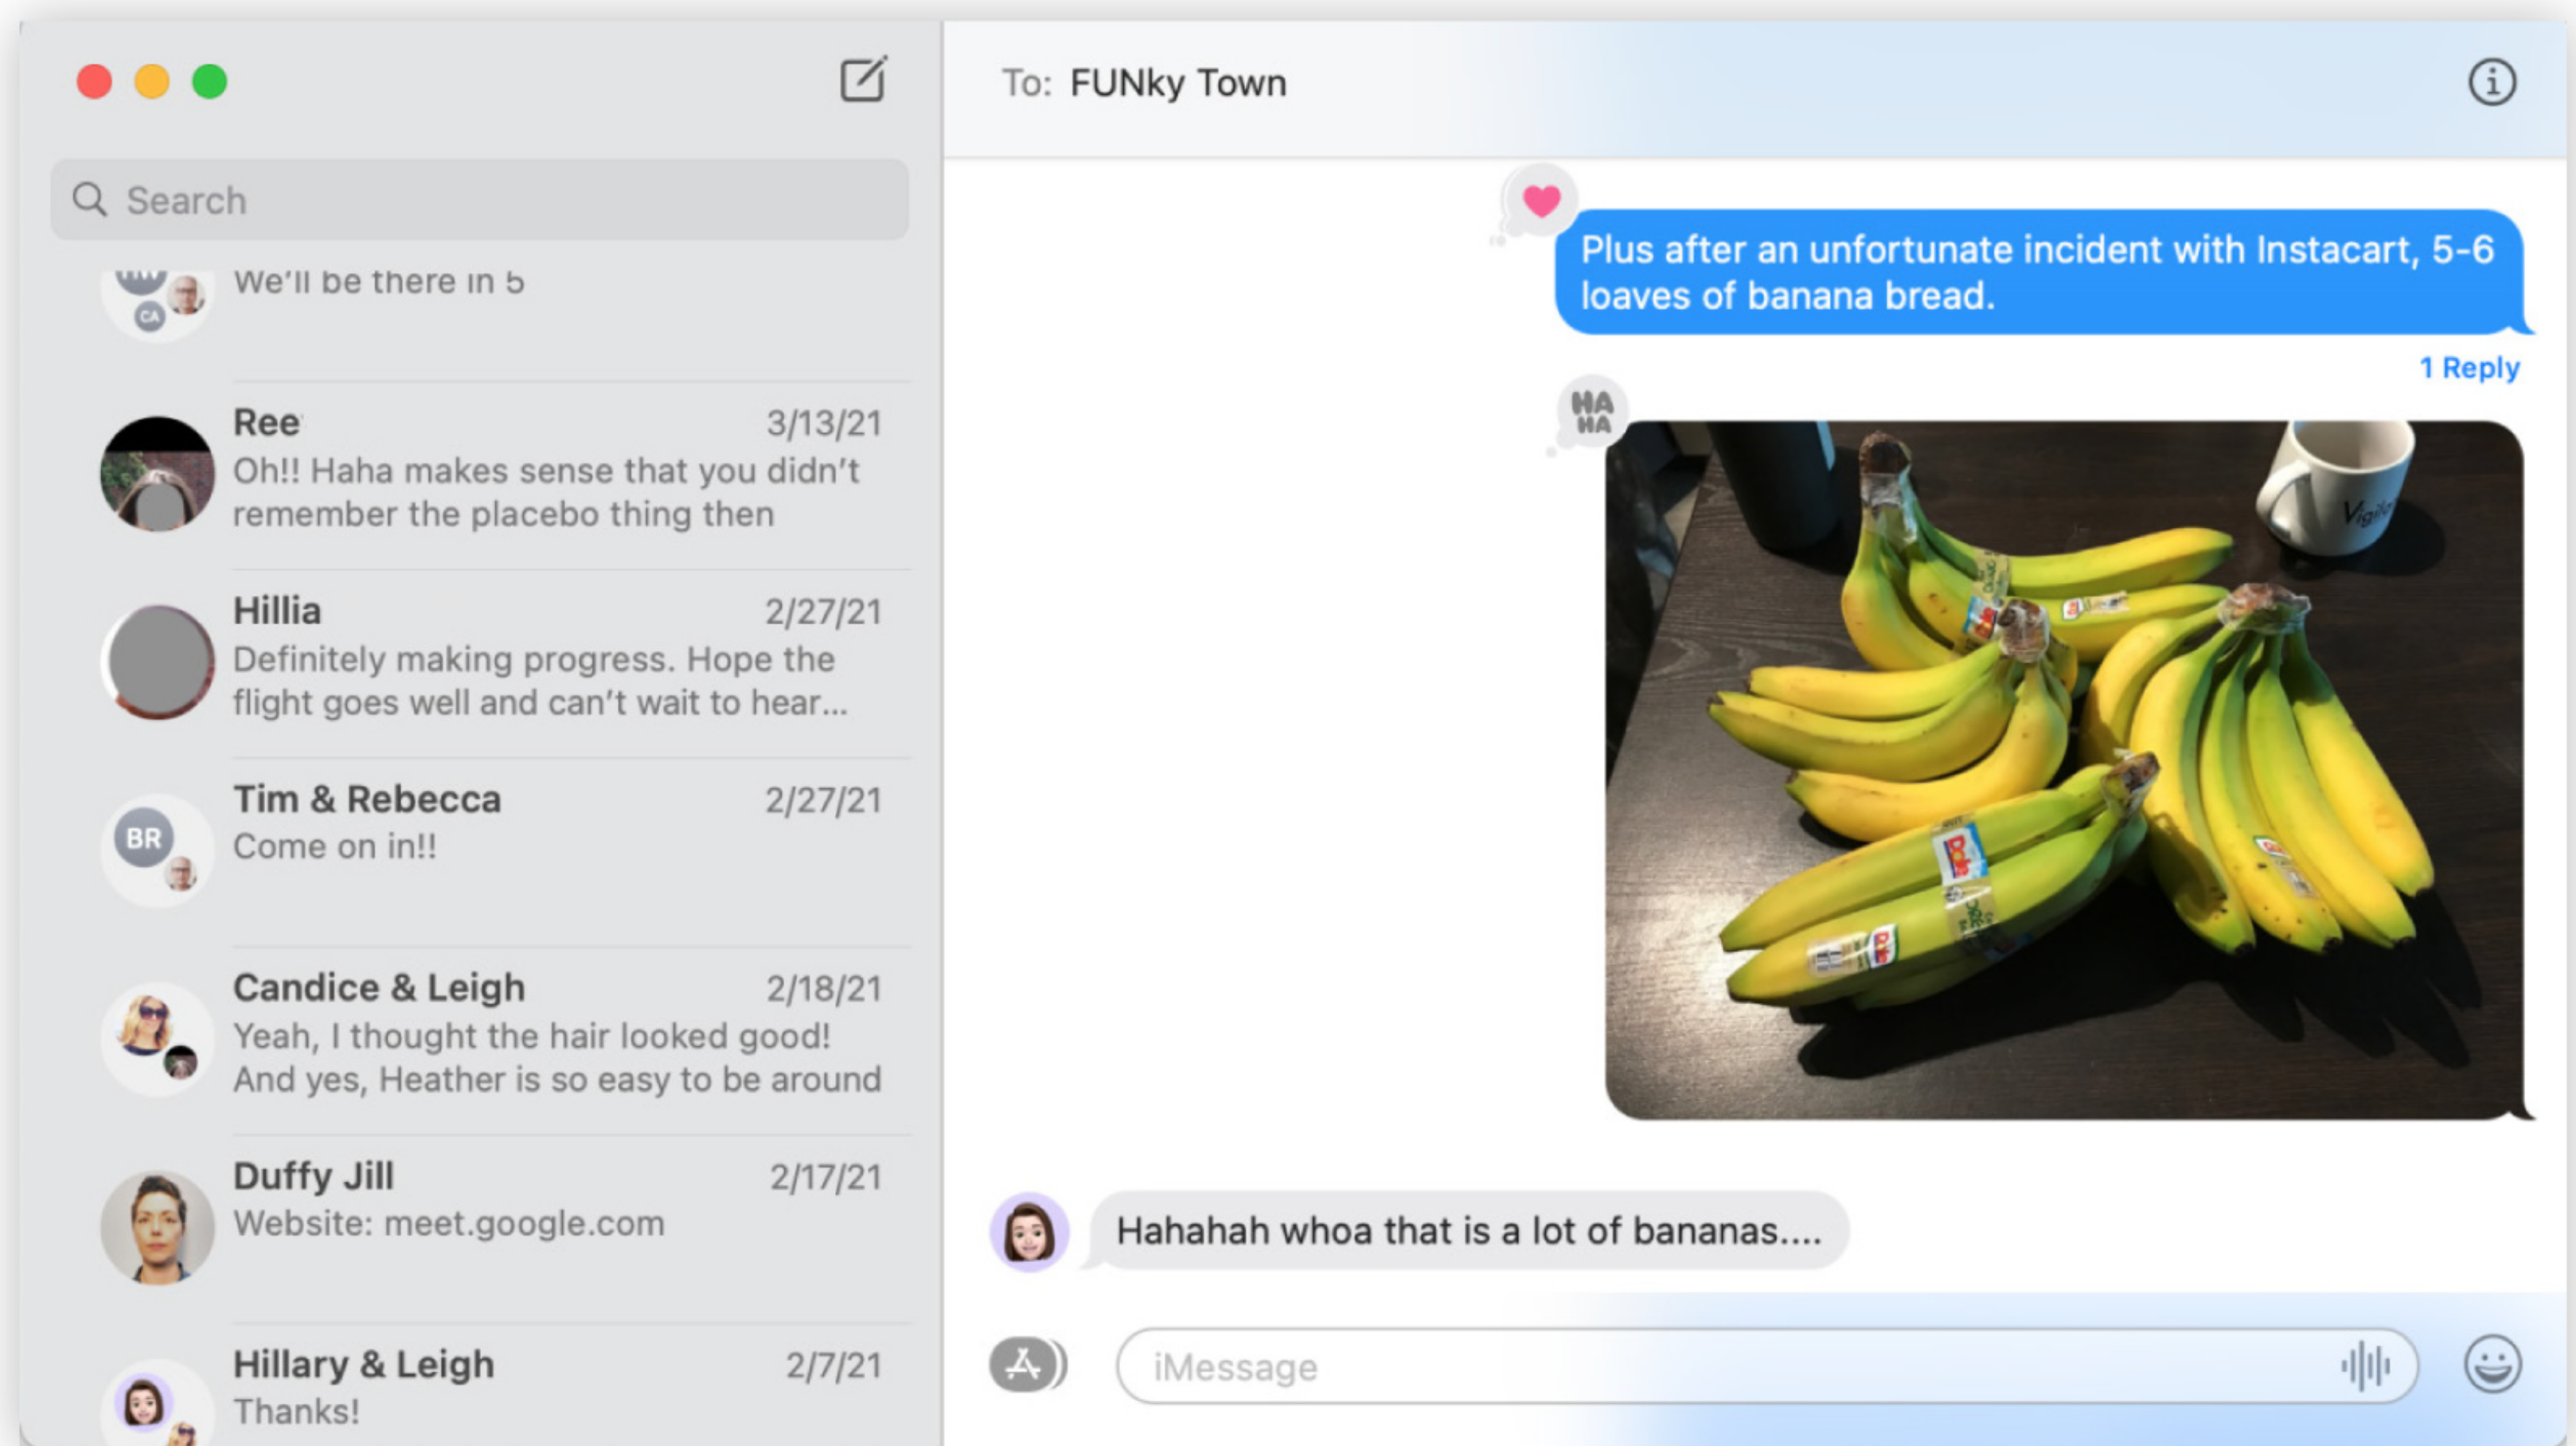 Search
We'll be there in 5
CA
Ree
3/13/21
Oh!! Haha makes sense that you didn't
remember the placebo thing then
Hillia
2/27/21
Definitely making progress. Hope the
flight goes well and can't wait to hear...
BR
Tim & Rebecca
2/27/21
Come on in!!
Candice & Leigh
2/18/21
Yeah, I thought the hair looked good!
And yes, Heather is so easy to be around
Duffy Jill
2/17/21
Website: meet.google.com
Hillary & Leigh
2/7/21
Thanks!
To: FUNky Town
Plus after an unfortunate incident with Instacart, 5-6
loaves of banana bread.
1 Reply
HA
HA
Dole
Dole
Hahahah whoa that is a lot of bananas....
iMessage